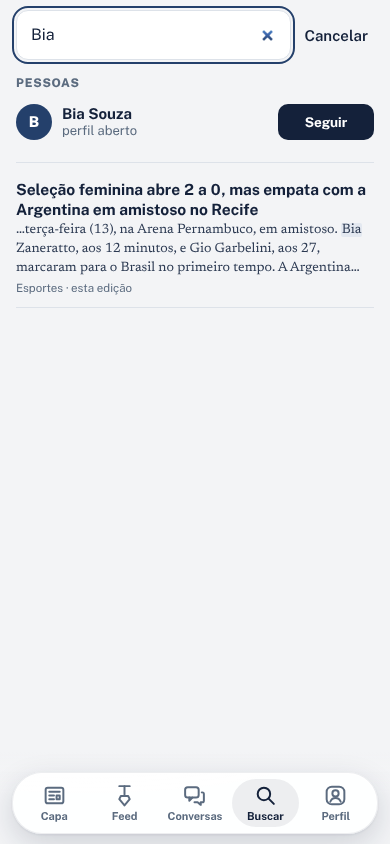 Bia
Cancelar
PESSOAS
B
Bia Souza
perfil aberto
Seguir
Seleção feminina abre 2 a 0, mas empata com a
Argentina em amistoso no Recife
...terça-feira (13), na Arena Pernambuco, em amistoso. Bia
Zaneratto, aos 12 minutos, e Gio Garbelini, aos 27,
marcaram para o Brasil no primeiro tempo. A Argentina...
Esportes · esta edição
Capa
Feed
Conversas
Buscar
Perfil